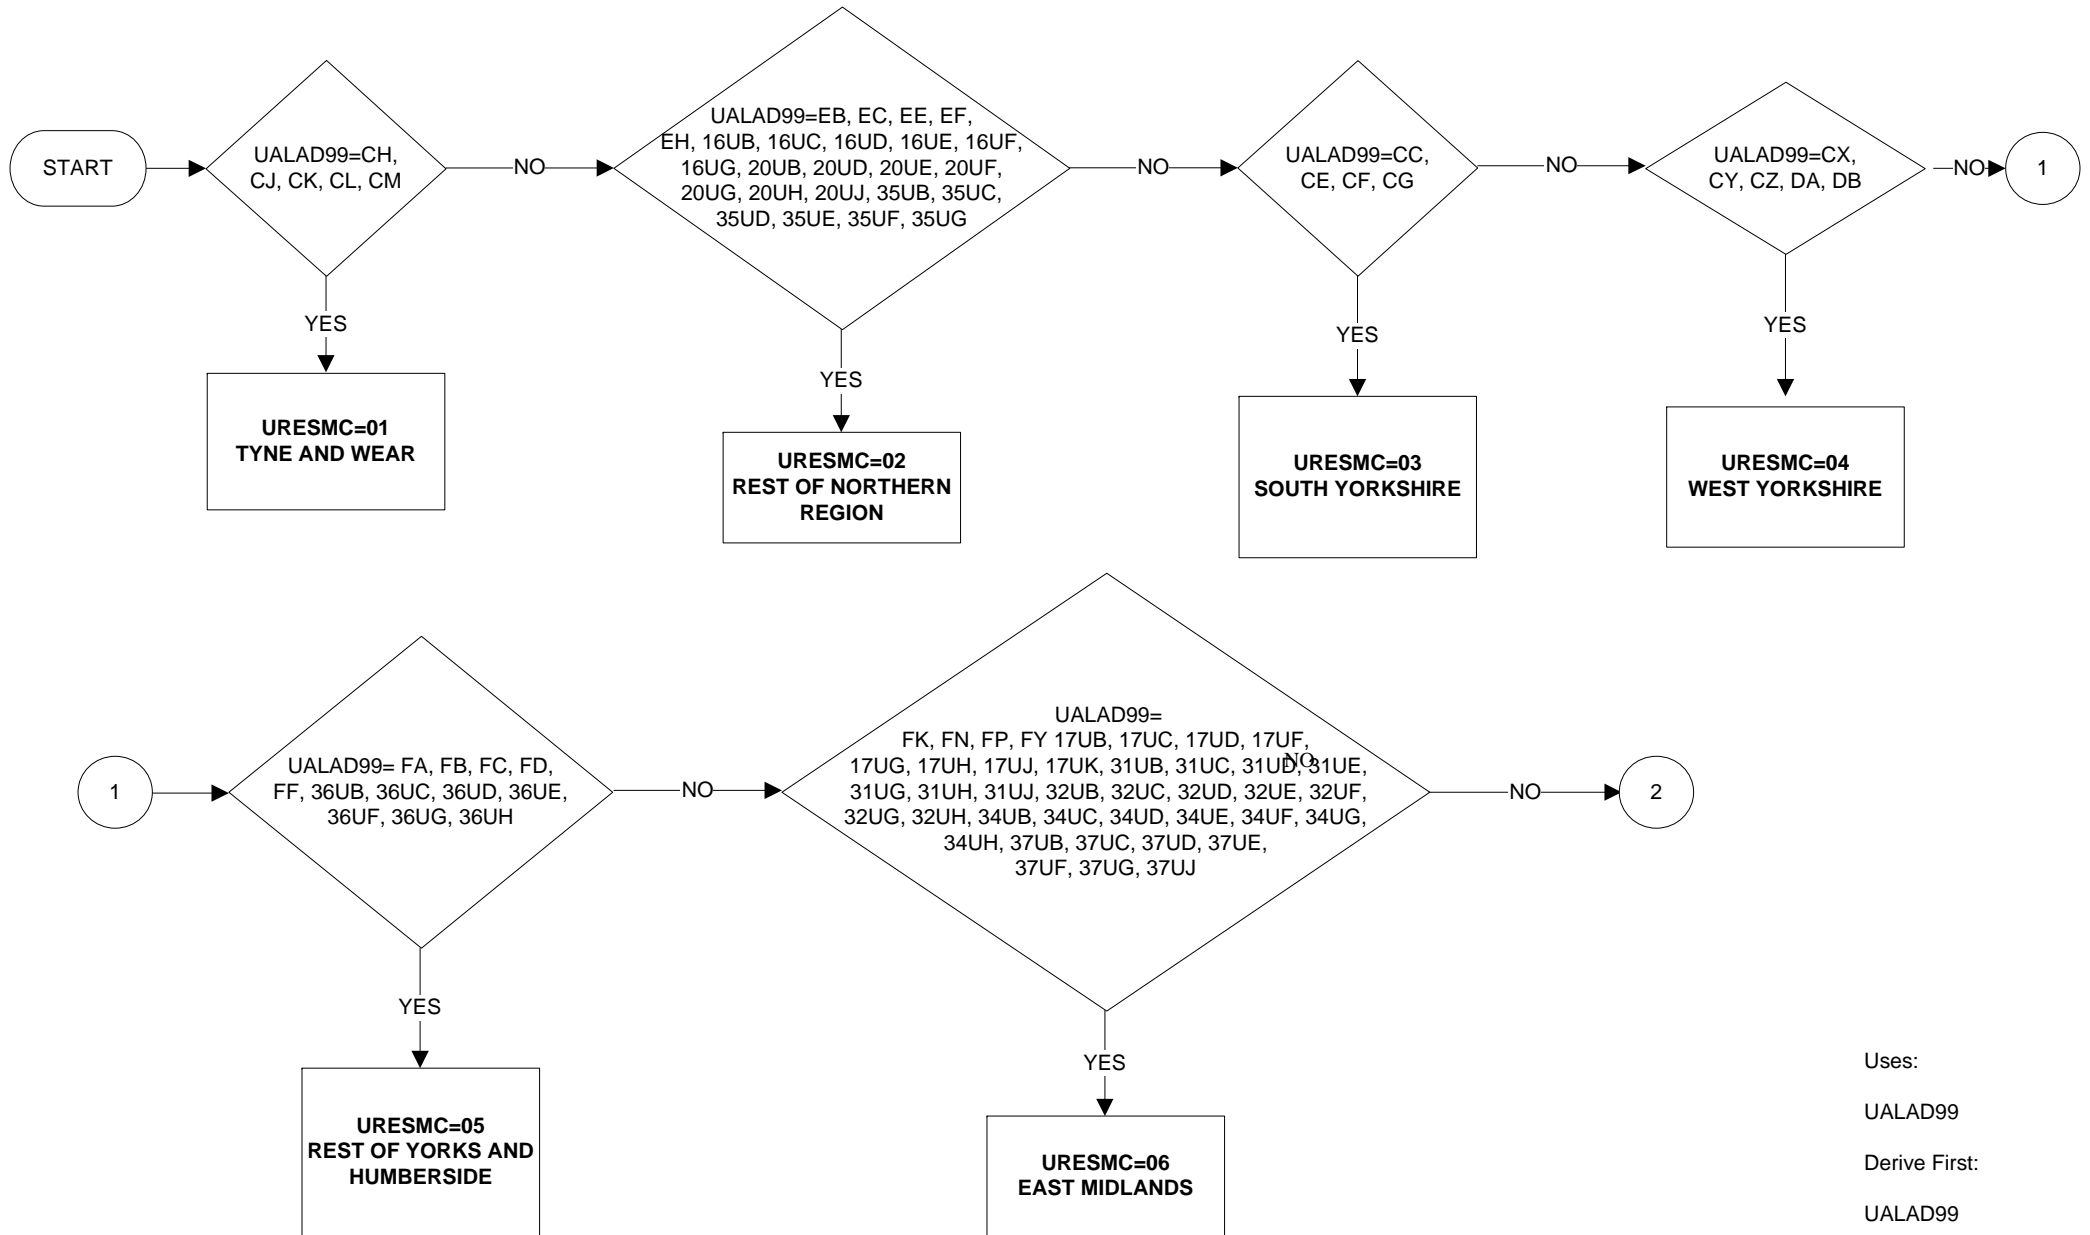 START
UALAD99=CH,
CJ, CK, CL, CM
NO
UALAD99=EB, EC, EE, EF,
EH, 16UB, 16UC, 16UD, 16UE, 16UF,
16UG, 20UB, 20UD, 20UE, 20UF,
20UG, 20UH, 20UJ, 35UB, 35UC,
35UD, 35UE, 35UF, 35UG
NO
UALAD99=CC,
CE, CF, CG
NO
UALAD99=CX,
CY, CZ, DA, DB
NO
1
YES
YES
YES
YES
URESMC=01
TYNE AND WEAR
URESMC=02
REST OF NORTHERN
REGION
URESMC=03
SOUTH YORKSHIRE
URESMC=04
WEST YORKSHIRE
1
UALAD99= FA, FB, FC, FD,
FF, 36UB, 36UC, 36UD, 36UE,
36UF, 36UG, 36UH
NO
UALAD99=
FK, FN, FP, FY 17UB, 17UC, 17UD, 17UF,
17UG, 17UH, 17UJ, 17UK, 31UB, 31UC, 31UD, 31UE,
31UG, 31UH, 31UJ, 32UB, 32UC, 32UD, 32UE, 32UF,
32UG, 32UH, 34UB, 34UC, 34UD, 34UE, 34UF, 34UG,
34UH, 37UB, 37UC, 37UD, 37UE,
37UF, 37UG, 37UJ
NO
NO
2
YES
YES
URESMC=05
REST OF YORKS AND
HUMBERSIDE
URESMC=06
EAST MIDLANDS
Uses:
UALAD99
Derive First:
UALAD99